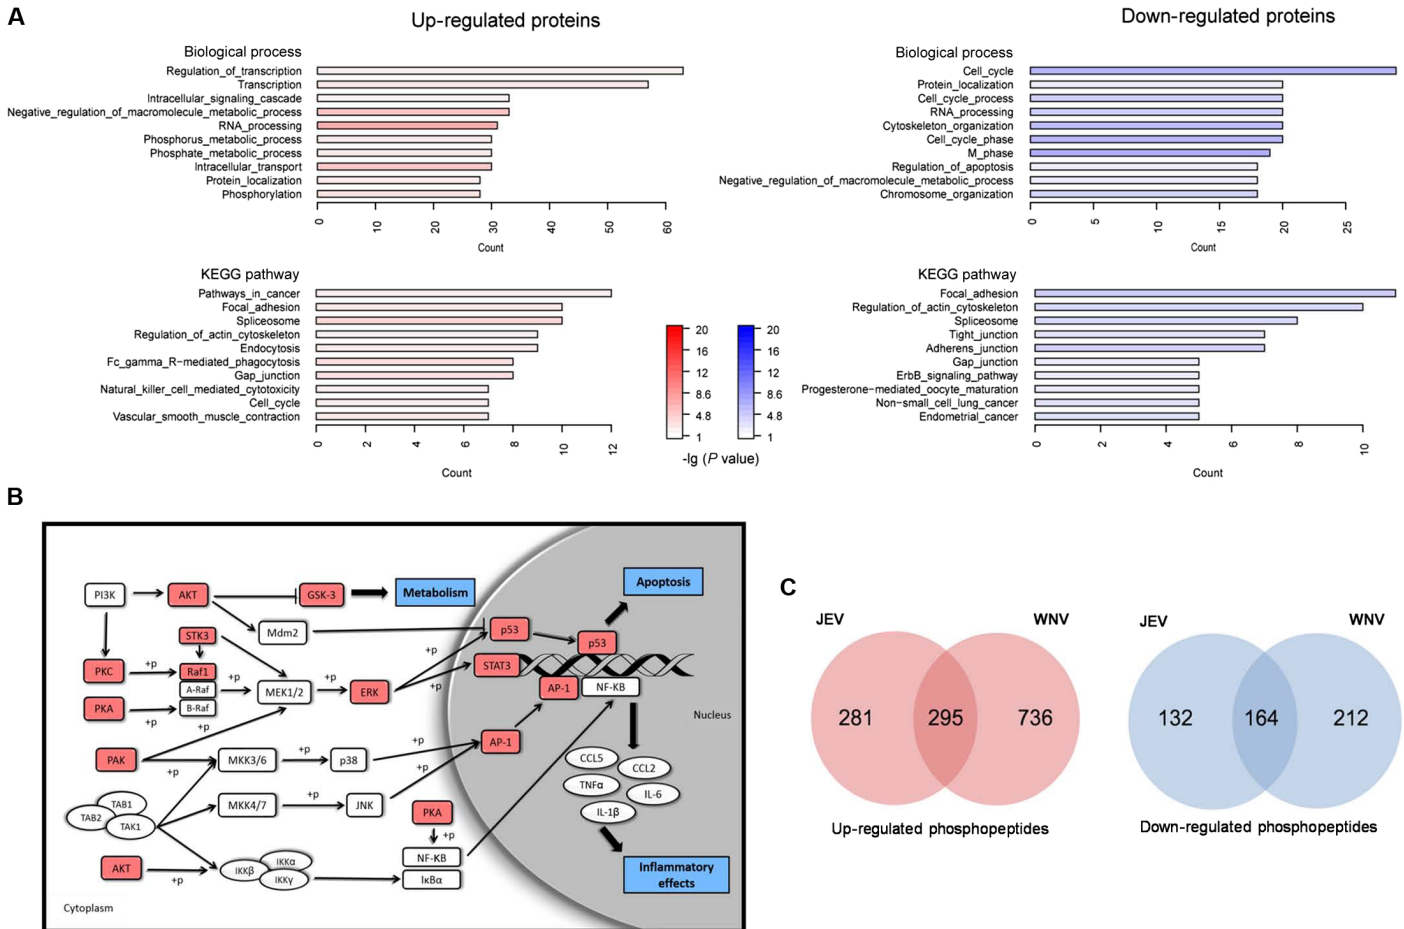 A
Up-regulated proteins
Biological process
Regulation_of_transcription
Transcription
Intracellular_signaling_cascade
Negative_regulation_of_macromolecule_metabolic_process
RNA_processing
Phosphorus_metabolic_process
Phosphate_metabolic_process
Intracellular_transport
Protein_localization
Phosphorylation
0 10 20 30 40 50 60
Count
Down-regulated proteins
Biological process
Cell_cycle
Protein_localization
Cell_cycle_process
RNA_processing
Cytoskeleton_organization
Cell_cycle_phase
M_phase
Regulation_of_apoptosis
Negative_regulation_of_macromolecule_metabolic_process
Chromosome_organization
0 5 10 15 20 25
Count
KEGG pathway
Pathways_in_cancer
Focal_adhesion
Spliceosome
Regulation_of_actin_cytoskeleton
Endocytosis
Fc_gamma_R−mediated_phagocytosis
Gap_junction
Natural_killer_cell_mediated_cytotoxicity
Cell_cycle
Vascular_smooth_muscle_contraction
0 2 4 6 8 10 12
Count
20 20
16 16
12 12
8.6 8.6
4.8 4.8
1 1
-lg (P value)
KEGG pathway
Focal_adhesion
Regulation_of_actin_cytoskeleton
Spliceosome
Tight_junction
Adherens_junction
Gap_junction
ErbB_signaling_pathway
Progesterone−mediated_oocyte_maturation
Non−small_cell_lung_cancer
Endometrial_cancer
0 2 4 6 8 10
Count
B
PI3K AKT GSK-3 Metabolism Apoptosis
STK3 Mdm2 p53 p53
PKC +p Raf1 +p STAT3
A-Raf +p MEK1/2 +p ERK +p AP-1 NF-KB
PKA +p B-Raf
+p Nucleus
PAK +p MKK3/6 +p p38 +p AP-1
+p
CCL5 CCL2
TNFα IL-6
IL-1β
TAB1
TAB2
TAK1
MKK4/7 +p JNK
PKA
+p
AKT +p IKKβ IKKα IKKγ
NF-KB
IκBα
Inflammatory
effects
Cytoplasm
C
JEV WNV
281 295 736
Up-regulated phosphopeptides
JEV WNV
132 164 212
Down-regulated phosphopeptides